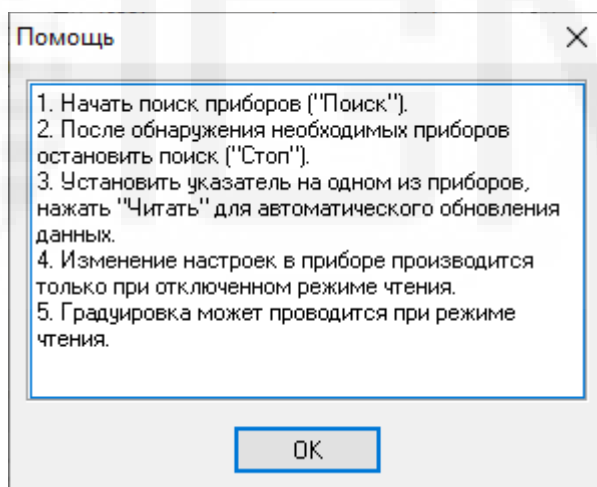 Помощь
1. Начать поиск приборов ("Поиск").
2. После обнаружения необходимых приборов
остановить поиск ("Стоп").
3. Установить указатель на одном из приборов,
нажать "Читать" для автоматического обновления
данных.
4. Изменение настроек в приборе производится
только при отключенном режиме чтения.
5. Градуировка может проводится при режиме
чтения.
OK